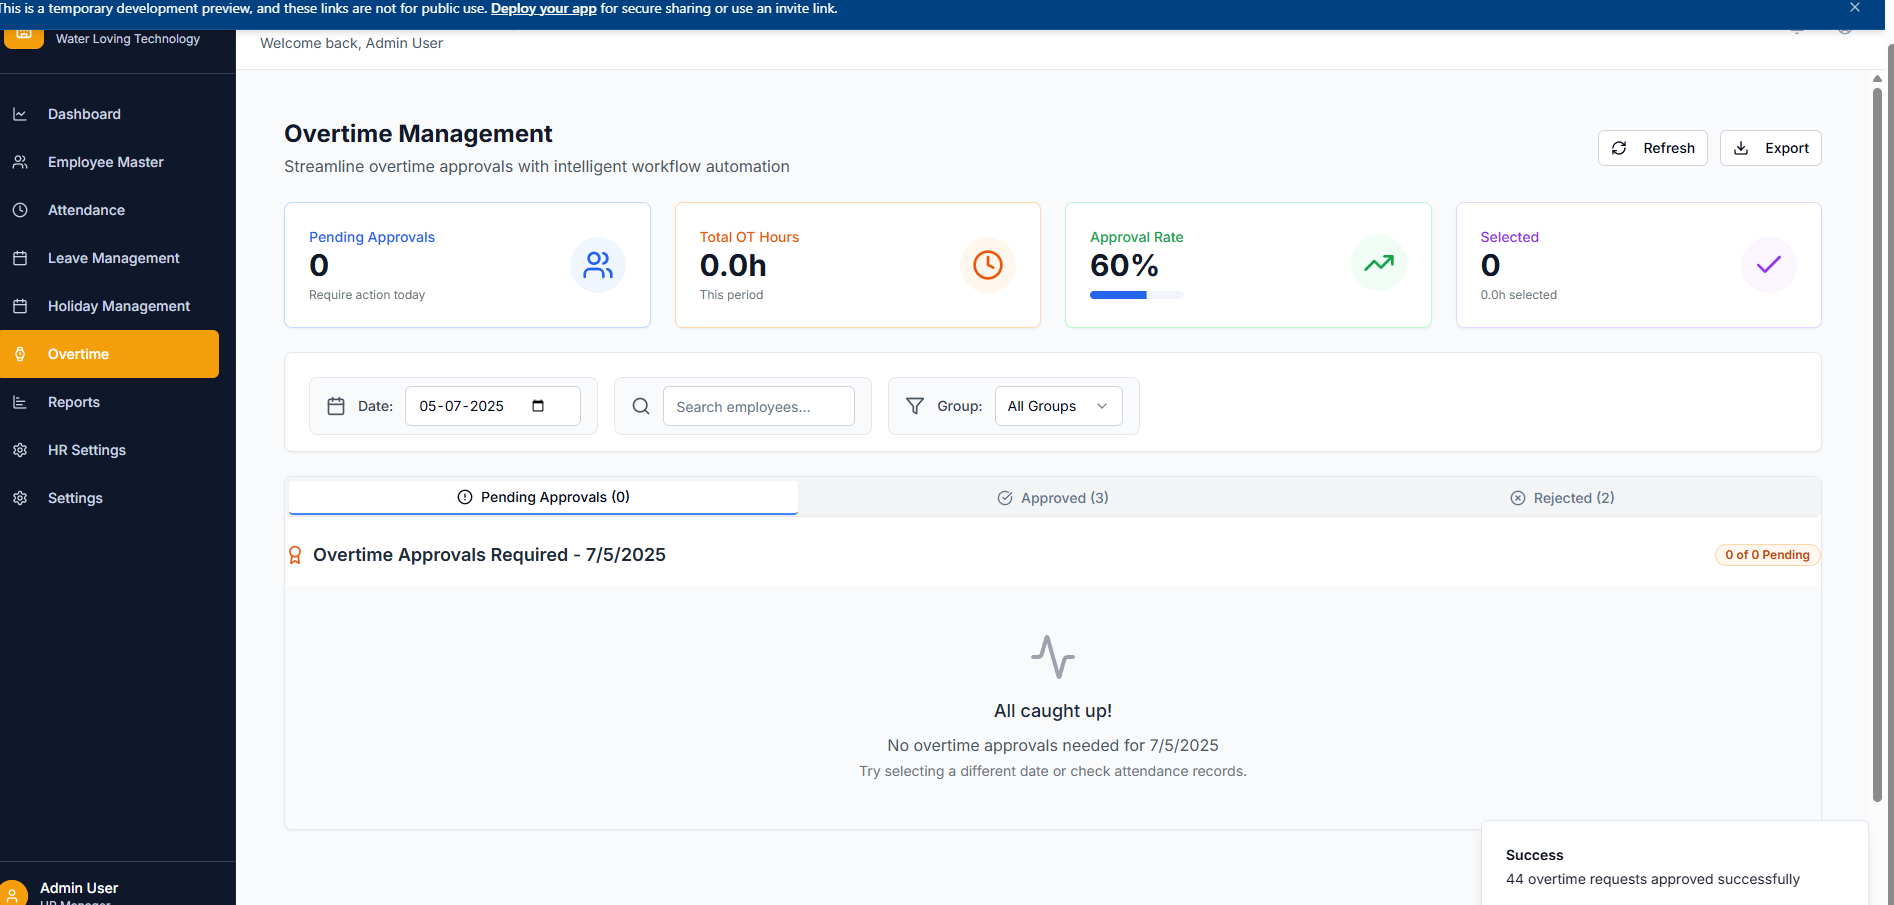 This is a temporary development preview, and these links are not for public use. Deploy your app for secure sharing or use an invite link.
Water Loving Technology
Welcome back, Admin User
Dashboard
Employee Master
Attendance
Leave Management
Holiday Management
Overtime
Reports
HR Settings
Settings
Admin User
HR Manager
Overtime Management
Streamline overtime approvals with intelligent workflow automation
Refresh
Export
Pending Approvals
0
Require action today
Total OT Hours
0.0h
This period
Approval Rate
60%
Selected
0
0.0h selected
Date:
05-07-2025
Search employees...
Group:
All Groups
Pending Approvals (0)
Approved (3)
Rejected (2)
Overtime Approvals Required - 7/5/2025
0 of 0 Pending
All caught up!
No overtime approvals needed for 7/5/2025
Try selecting a different date or check attendance records.
Success
44 overtime requests approved successfully